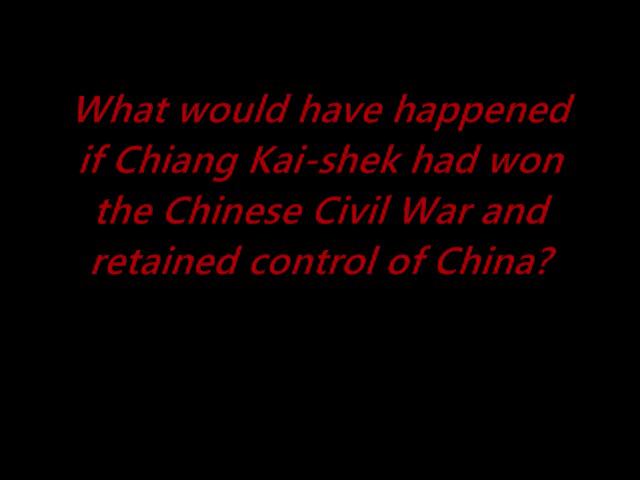 What would have happened
if Chiang Kai-shek had won
the Chinese Civil War and
retained control of China?